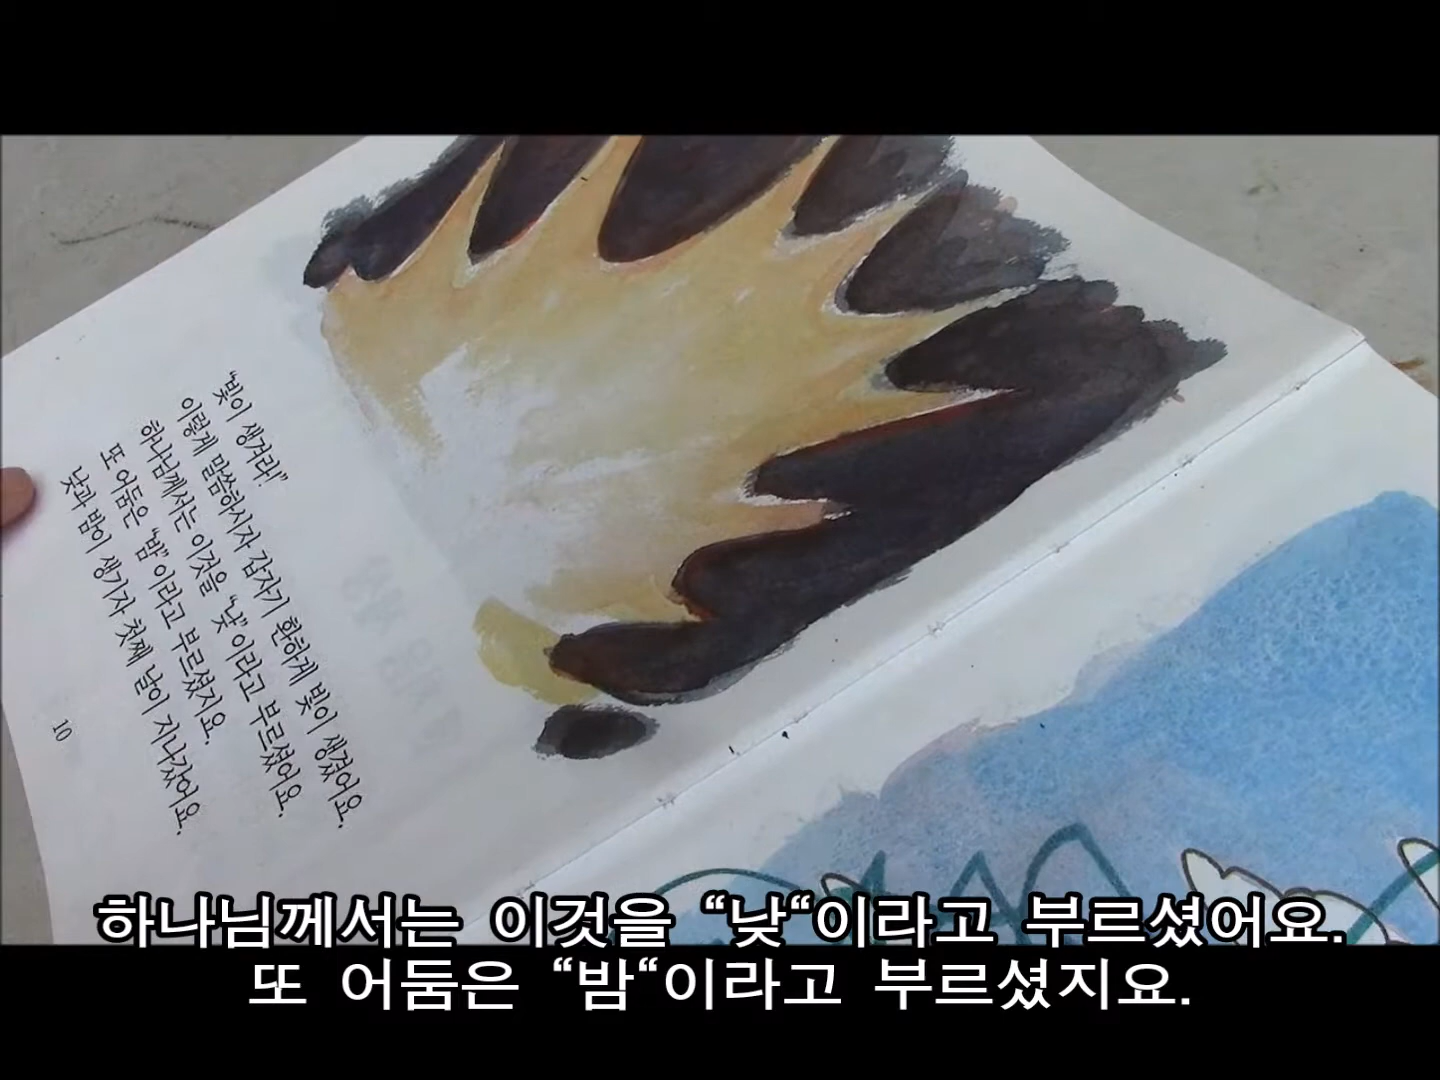 "빛이 생겨라!"
이렇게 말씀하시자 갑자기 환하게 빛이 생겼어요.
하나님께서는 이것을 "낮"이라고 부르셨어요.
또 어둠은 "밤"이라고 부르셨지요.
낮과 밤이 생기자 첫째 날이 지나갔어요.
10
하나님께서는 이것을 “낮“이라고 부르셨어요.
또 어둠은 “밤“이라고 부르셨지요.